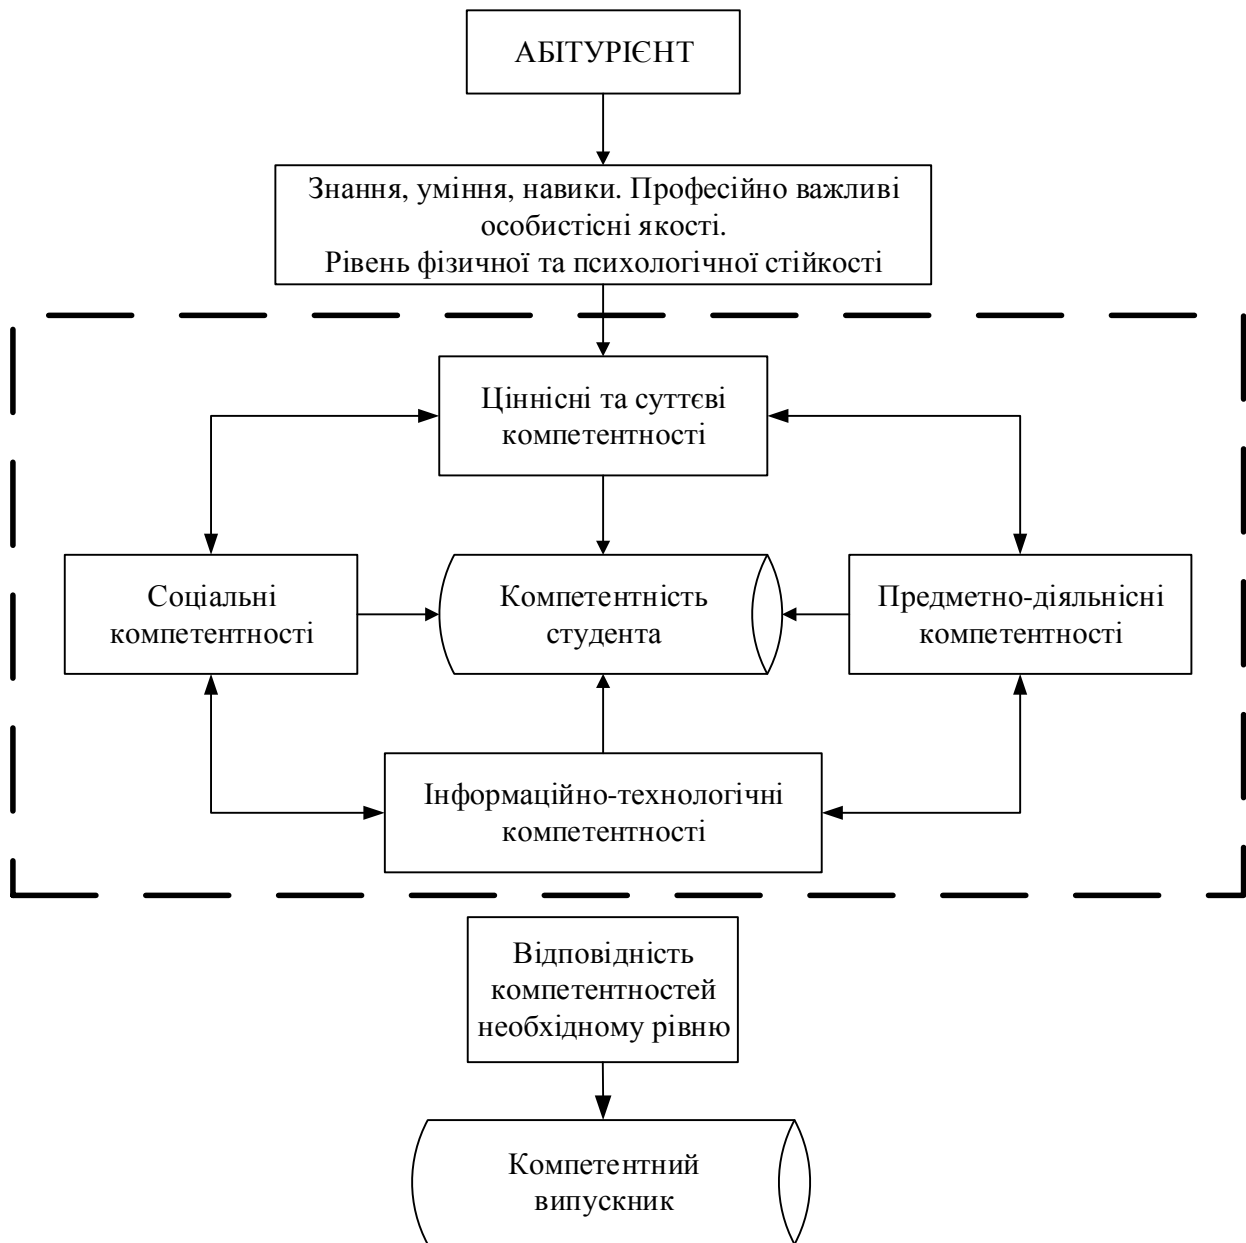 АБІТУРІЄНТ
Знання, уміння, навики. Професійно важливі
особистісні якості.
Рівень фізичної та психологічної стійкості
Ціннісні та суттєві
компетентності
Соціальні
компетентності
Компетентність
студента
Предметно-діяльнісні
компетентності
Інформаційно-технологічні
компетентності
Відповідність
компетентностей
необхідному рівню
Компетентний
випускник